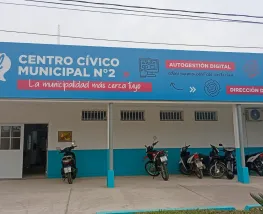 CENTRO CÍVICO
MUNICIPAL N°2
La municipalidad más cerca tuyo
AUTOGESTIÓN DIGITAL
DIRECCIÓN D